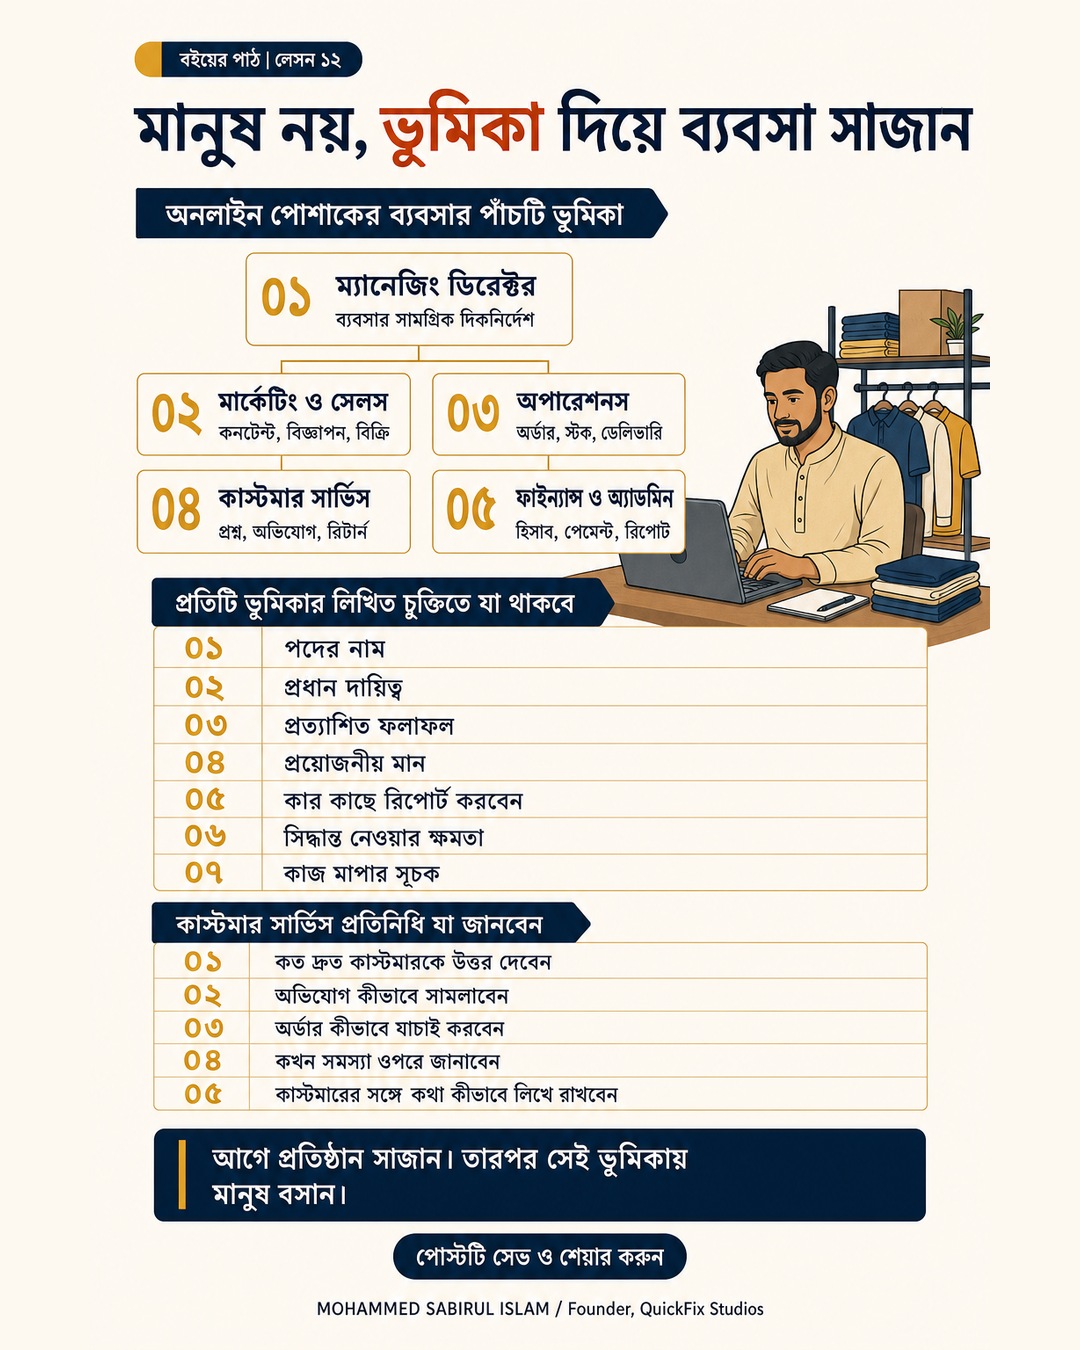 বইয়ের পাঠ | লেসন ১২
মানুষ নয়, ভূমিকা দিয়ে ব্যবসা সাজান
অনলাইন পোশাকের ব্যবসার পাঁচটি ভূমিকা
০১
ম্যানেজিং ডিরেক্টর
ব্যবসার সামগ্রিক দিকনির্দেশ
০২
মার্কেটিং ও সেলস
কনটেন্ট, বিজ্ঞাপন, বিক্রি
০৩
অপারেশনস
অর্ডার, স্টক, ডেলিভারি
০৪
কাস্টমার সার্ভিস
প্রশ্ন, অভিযোগ, রিটার্ন
০৫
ফাইন্যান্স ও অ্যাডমিন
হিসাব, পেমেন্ট, রিপোর্ট
প্রতিটি ভূমিকার লিখিত চুক্তিতে যা থাকবে
০১ পদের নাম
০২ প্রধান দায়িত্ব
০৩ প্রত্যাশিত ফলাফল
০৪ প্রয়োজনীয় মান
০৫ কার কাছে রিপোর্ট করবেন
০৬ সিদ্ধান্ত নেওয়ার ক্ষমতা
০৭ কাজ মাপার সূচক
কাস্টমার সার্ভিস প্রতিনিধি যা জানবেন
০১ কত দ্রুত কাস্টমারকে উত্তর দেবেন
০২ অভিযোগ কীভাবে সামলাবেন
০৩ অর্ডার কীভাবে যাচাই করবেন
০৪ কখন সমস্যা ওপরে জানাবেন
০৫ কাস্টমারের সঙ্গে কথা কীভাবে লিখে রাখবেন
আগে প্রতিষ্ঠান সাজান। তারপর সেই ভূমিকায়
মানুষ বসান।
পোস্টটি সেভ ও শেয়ার করুন
MOHAMMED SABIRUL ISLAM / Founder, QuickFix Studios